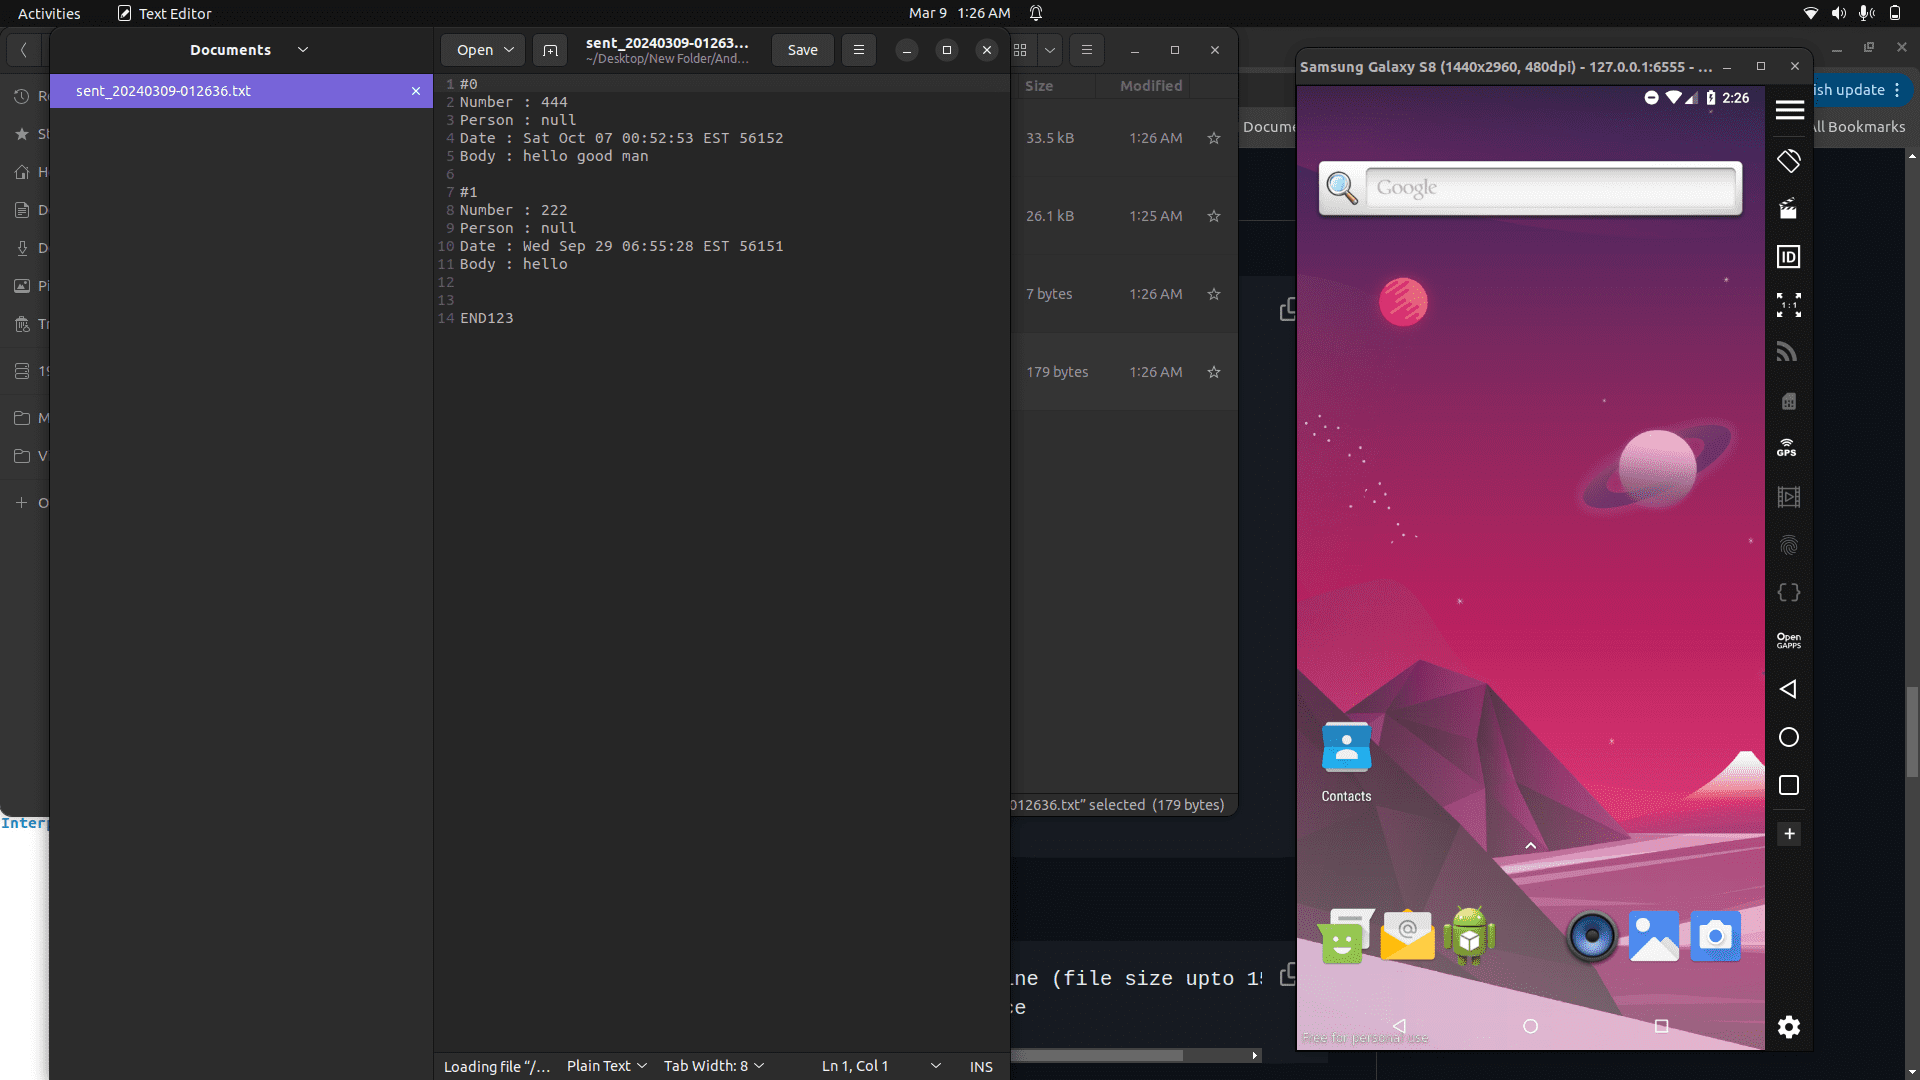 Activities
Text Editor
Mar 9 1:26 AM
Documents
Open
sent_20240309-01263...
~/Desktop/New Folder/And...
Save
sent_20240309-012636.txt
1 #0
2 Number : 444
3 Person : null
4 Date : Sat Oct 07 00:52:53 EST 56152
5 Body : hello good man
6
7 #1
8 Number : 222
9 Person : null
10 Date : Wed Sep 29 06:55:28 EST 56151
11 Body : hello
12
13
14 END123
Loading file “/...
Plain Text
Tab Width: 8
Ln 1, Col 1
INS
Size
Modified
33.5 kB 1:26 AM
26.1 kB 1:25 AM
7 bytes 1:26 AM
179 bytes 1:26 AM
012636.txt” selected (179 bytes)
(file size upto
Samsung Galaxy S8 (1440x2960, 480dpi) - 127.0.0.1:6555 - ...
2:26
Google
Contacts
Free for personal use
ID
1:1
GPS
Open
GAPPS
update
Bookmarks